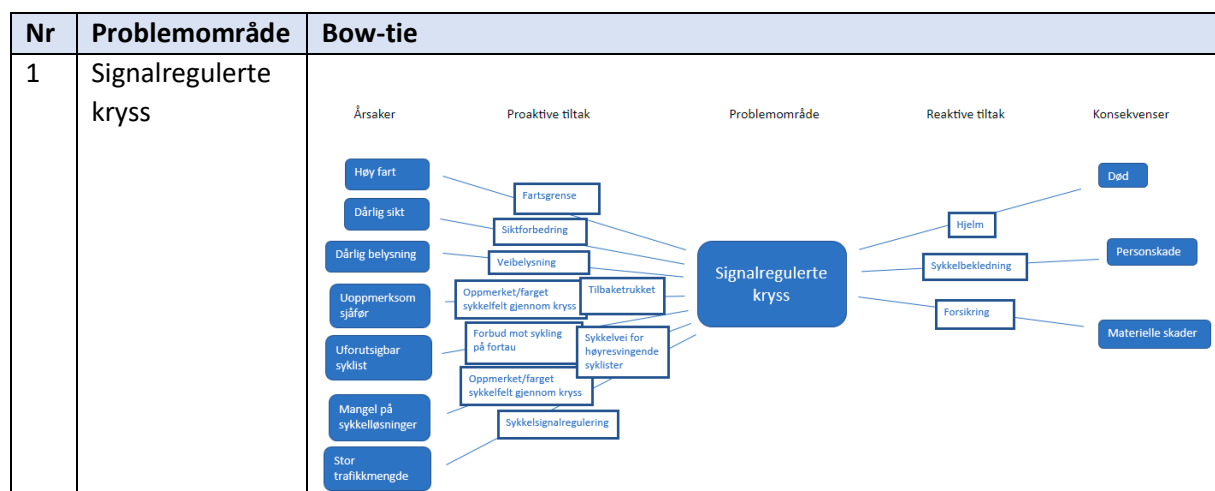 Nr Problemområde Bow-tie
1 Signalregulerte
kryss
Årsaker Proaktive tiltak Problemområde Reaktive tiltak Konsekvenser
Høy fart
Dårlig sikt
Dårlig belysning
Uoppmerksom
sjåfør
Uforutsigbar
syklist
Mangel på
sykkelløsninger
Stor
trafikkmengde
Fartsgrense
Siktforbedring
Veibelysning
Oppmerket/farget
sykkelfelt gjennom kryss
Tilbaketrukket
Forbud mot sykling
på fortau
Sykkelvei for
høyresvingende
syklister
Oppmerket/farget
sykkelfelt gjennom kryss
Sykkelsignalregulering
Signalregulerte
kryss
Hjelm
Sykkelbekledning
Forsikring
Død
Personskade
Materielle skader